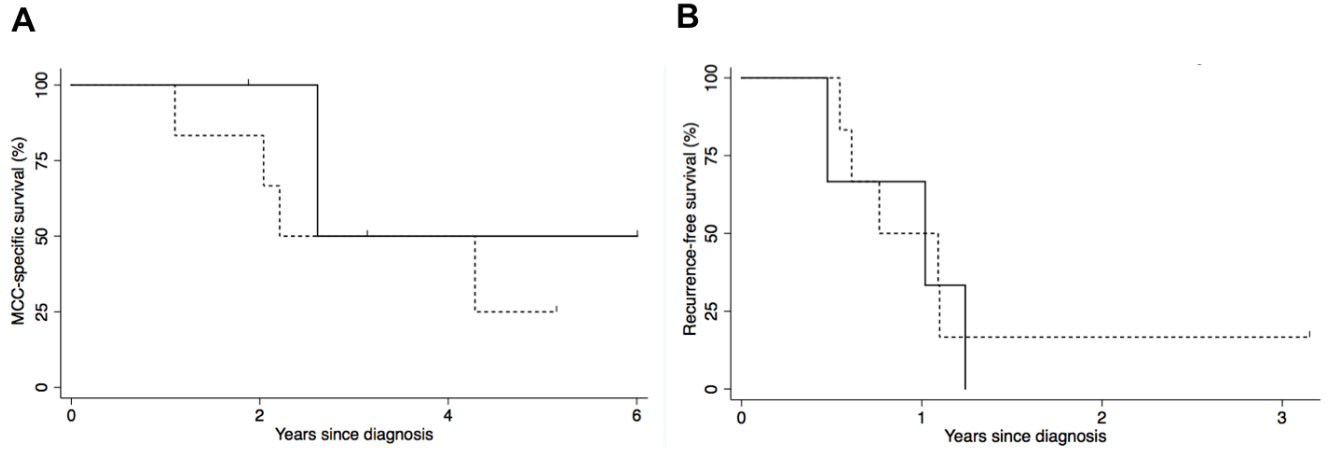 A
B
MCC-specific survival (%)
100
75
50
25
0
0 2 4 6
Years since diagnosis
Recurrence-free survival (%)
100
75
50
25
0
0 1 2 3
Years since diagnosis